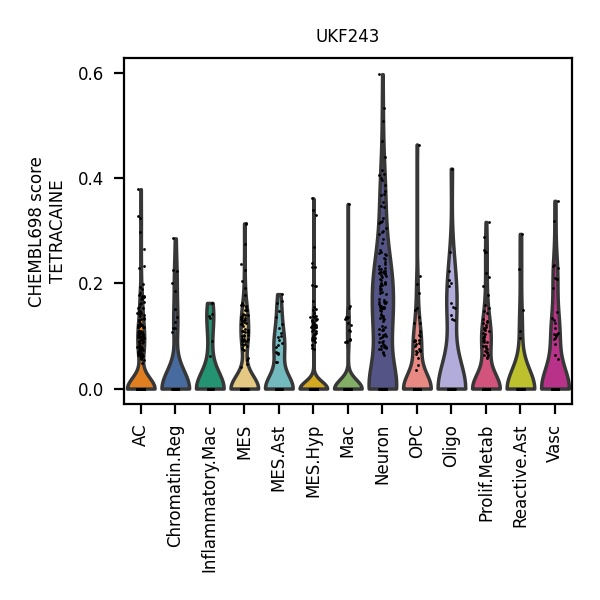 UKF243
CHEMBL698 score
TETRACAINE
0.6
0.4
0.2
0.0
AC
Chromatin.Reg
Inflammatory.Mac
MES
MES.Ast
MES.Hyp
Mac
Neuron
OPC
Oligo
Prolif.Metab
Reactive.Ast
Vasc